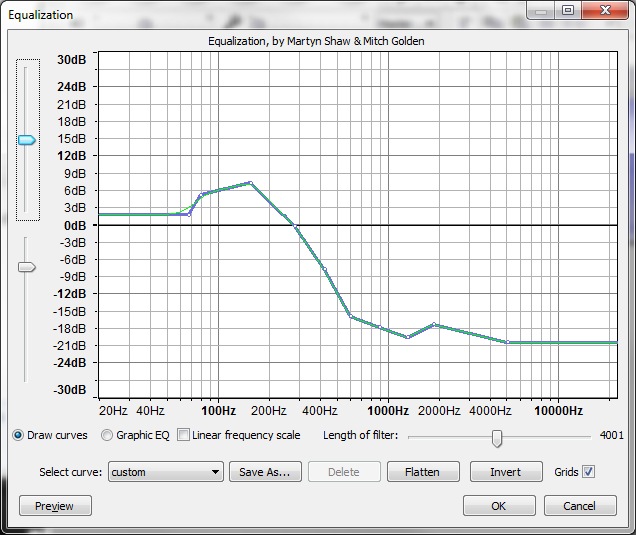 Equalization
Equalization, by Martyn Shaw & Mitch Golden
30dB
24dB
21dB
18dB
15dB
12dB
9dB
6dB
3dB
0dB
-3dB
-6dB
-9dB
-12dB
-15dB
-18dB
-21dB
-24dB
-30dB
20Hz 40Hz 100Hz 200Hz 400Hz 1000Hz 2000Hz 4000Hz 10000Hz
Draw curves Graphic EQ Linear frequency scale Length of filter: 4001
Select curve: custom Save As... Delete Flatten Invert Grids
Preview OK Cancel